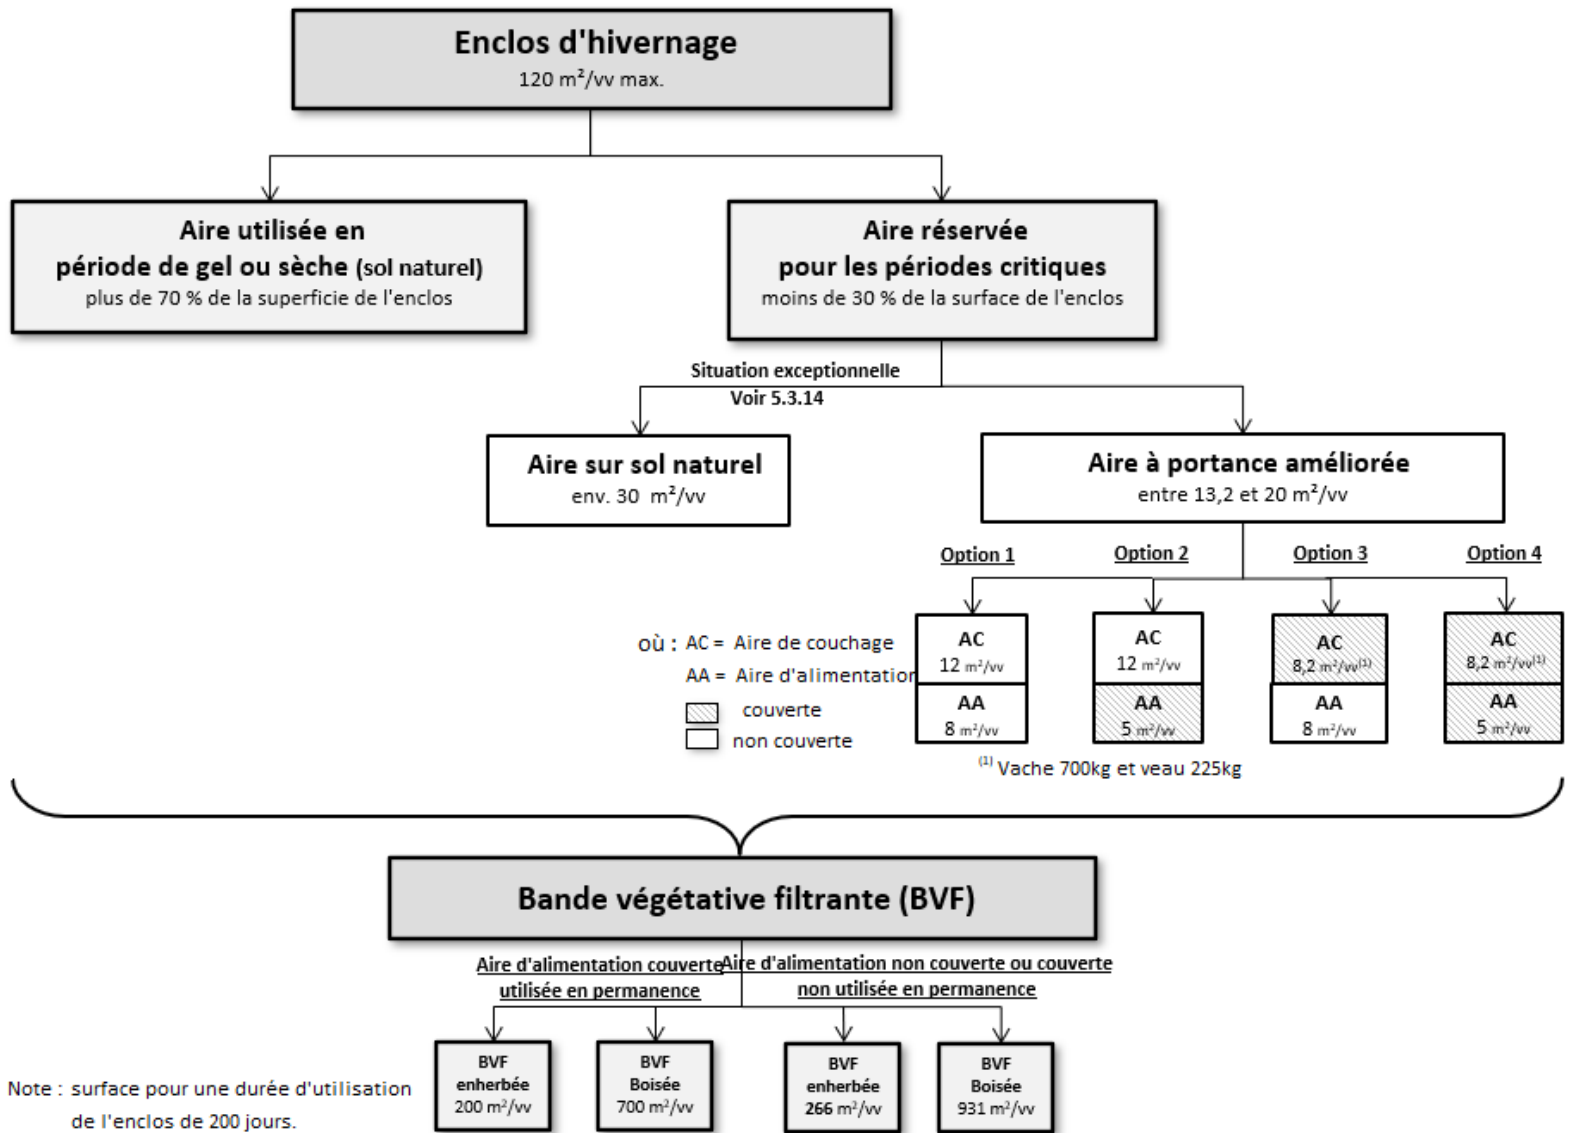 Enclos d'hivernage
120 m²/vv max.
Aire utilisée en
période de gel ou sèche (sol naturel)
plus de 70 % de la superficie de l'enclos
Aire réservée
pour les périodes critiques
moins de 30 % de la surface de l'enclos
Situation exceptionnelle
Voir 5.3.14
Aire sur sol naturel
env. 30 m²/vv
Aire à portance améliorée
entre 13,2 et 20 m²/vv
Option 1
Option 2
Option 3
Option 4
où : AC = Aire de couchage
AA = Aire d'alimentation
couverte
non couverte
AC
12 m²/vv
AA
8 m²/vv
AC
12 m²/vv
AA
5 m²/vv
AC
8,2 m²/vv(1)
AA
8 m²/vv
AC
8,2 m²/vv(1)
AA
5 m²/vv
(1) Vache 700kg et veau 225kg
Bande végétative filtrante (BVF)
Aire d'alimentation couverte
utilisée en permanence
Aire d'alimentation non couverte ou couverte
non utilisée en permanence
BVF
enherbée
200 m²/vv
BVF
Boisée
700 m²/vv
BVF
enherbée
266 m²/vv
BVF
Boisée
931 m²/vv
Note : surface pour une durée d'utilisation
de l'enclos de 200 jours.